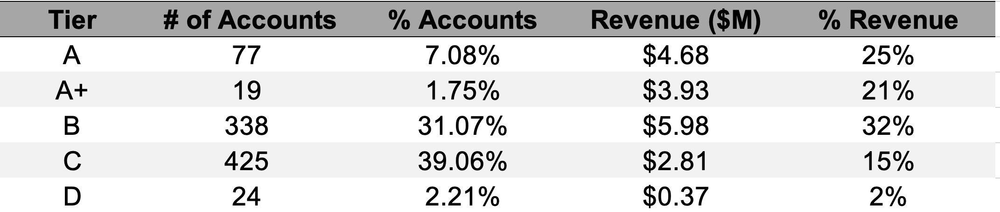 Tier # of Accounts % Accounts Revenue ($M) % Revenue
A 77 7.08% $4.68 25%
A+ 19 1.75% $3.93 21%
B 338 31.07% $5.98 32%
C 425 39.06% $2.81 15%
D 24 2.21% $0.37 2%